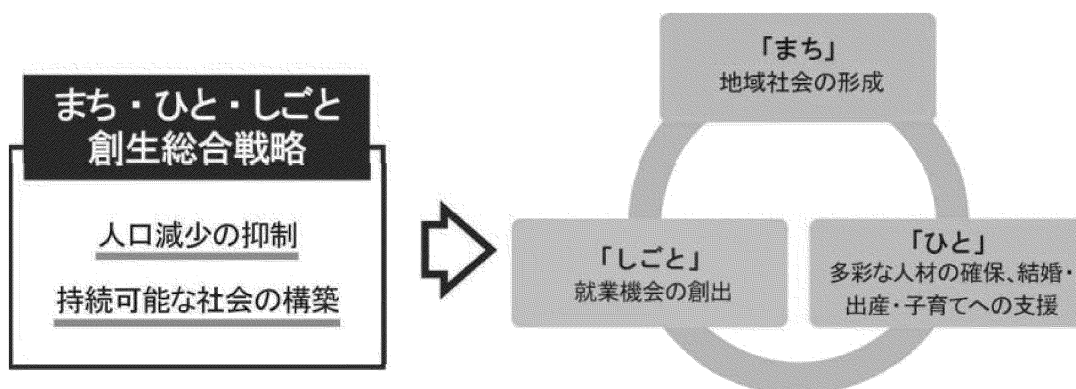 まち・ひと・しごと
創生総合戦略
人口減少の抑制
持続可能な社会の構築
「まち」
地域社会の形成
「しごと」
就業機会の創出
「ひと」
多彩な人材の確保、結婚・
出産・子育てへの支援